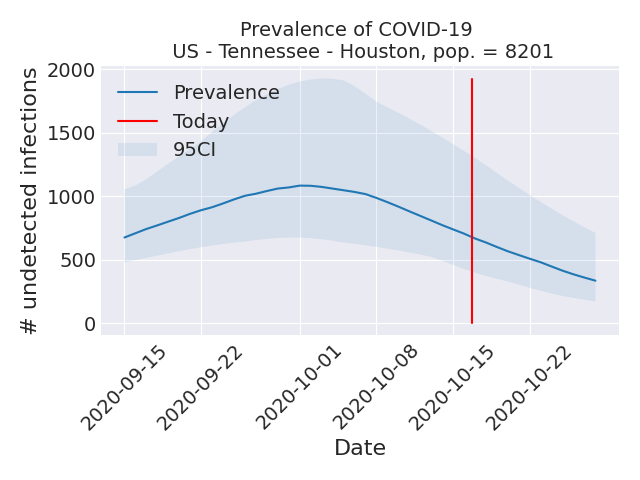 Prevalence of COVID-19
US - Tennessee - Houston, pop. = 8201
# undetected infections
2000
1500
1000
500
0
Prevalence
Today
95CI
2020-09-15
2020-09-22
2020-10-01
2020-10-08
2020-10-15
2020-10-22
Date